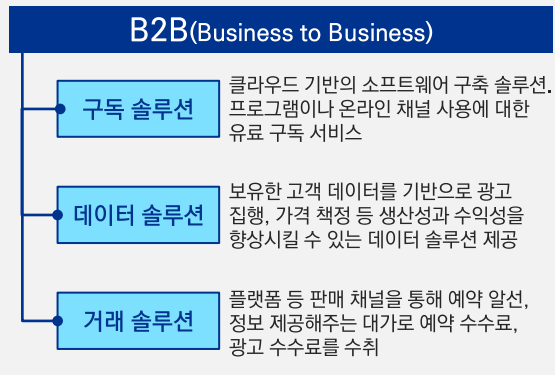 B2B(Business to Business)
구독 솔루션
클라우드 기반의 소프트웨어 구축 솔루션.
프로그램이나 온라인 채널 사용에 대한
유료 구독 서비스
데이터 솔루션
보유한 고객 데이터를 기반으로 광고
집행, 가격 책정 등 생산성과 수익성을
향상시킬 수 있는 데이터 솔루션 제공
거래 솔루션
플랫폼 등 판매 채널을 통해 예약 알선,
정보 제공해주는 대가로 예약 수수료,
광고 수수료를 수취